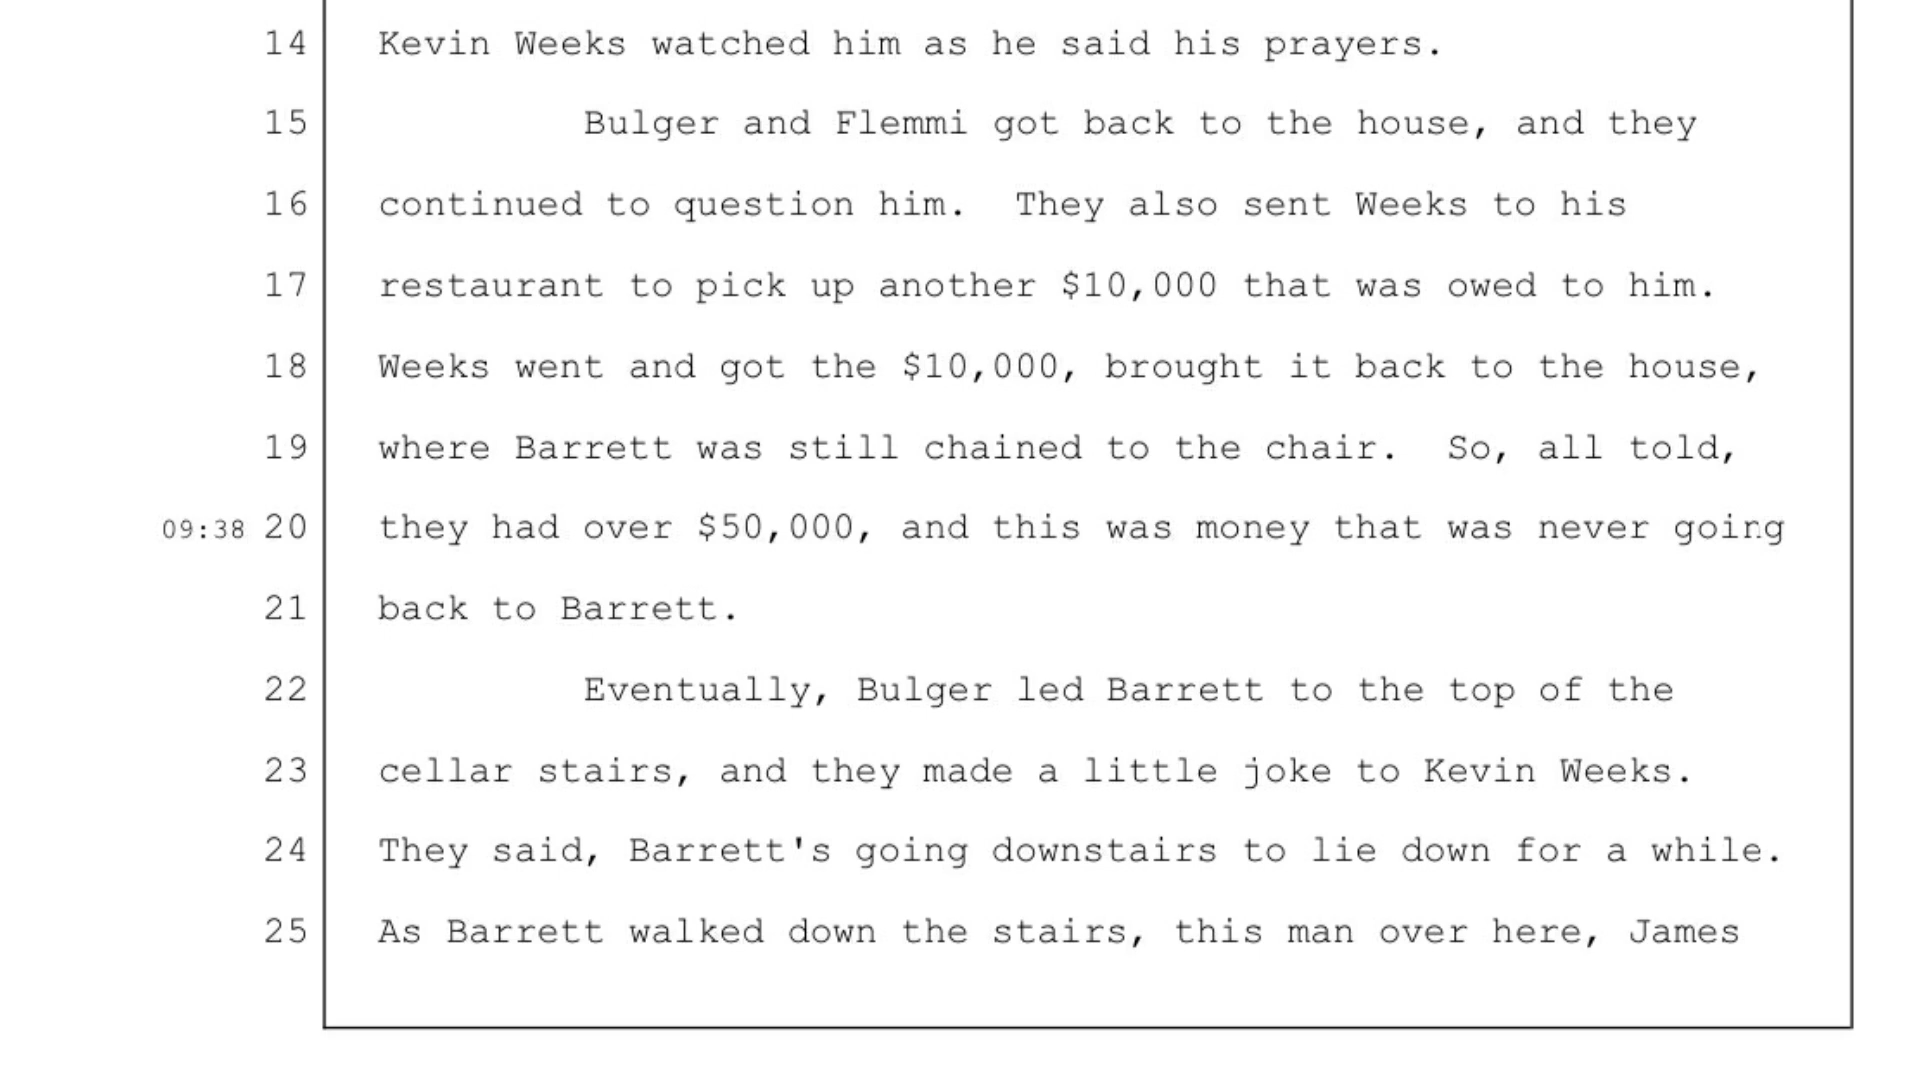 14 Kevin Weeks watched him as he said his prayers.
15 Bulger and Flemmi got back to the house, and they
16 continued to question him. They also sent Weeks to his
17 restaurant to pick up another $10,000 that was owed to him.
18 Weeks went and got the $10,000, brought it back to the house,
19 where Barrett was still chained to the chair. So, all told,
09:38 20 they had over $50,000, and this was money that was never going
21 back to Barrett.
22 Eventually, Bulger led Barrett to the top of the
23 cellar stairs, and they made a little joke to Kevin Weeks.
24 They said, Barrett's going downstairs to lie down for a while.
25 As Barrett walked down the stairs, this man over here, James